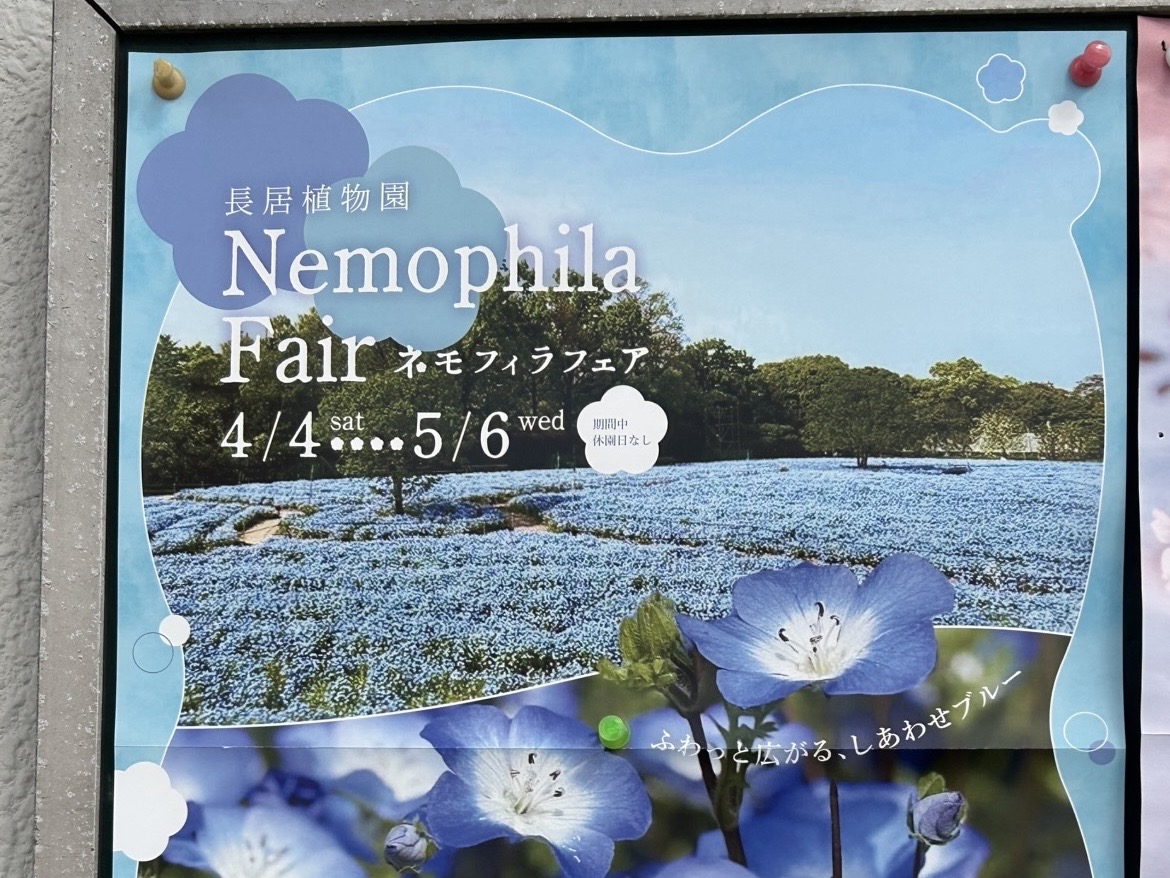 長居植物園
Nemophila
Fair ネモフィラフェア
4/4 sat 5/6 wed
期間中
休園日なし
ふわっと広がる、しあわせブルー